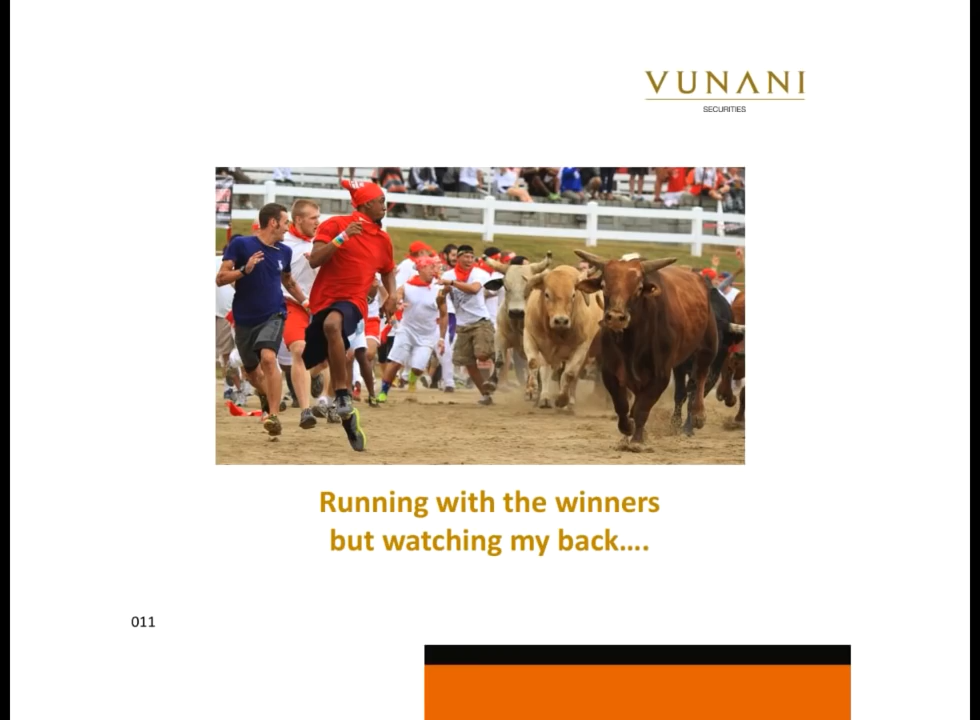 VUNANI
SECURITIES
Running with the winners
but watching my back....
011